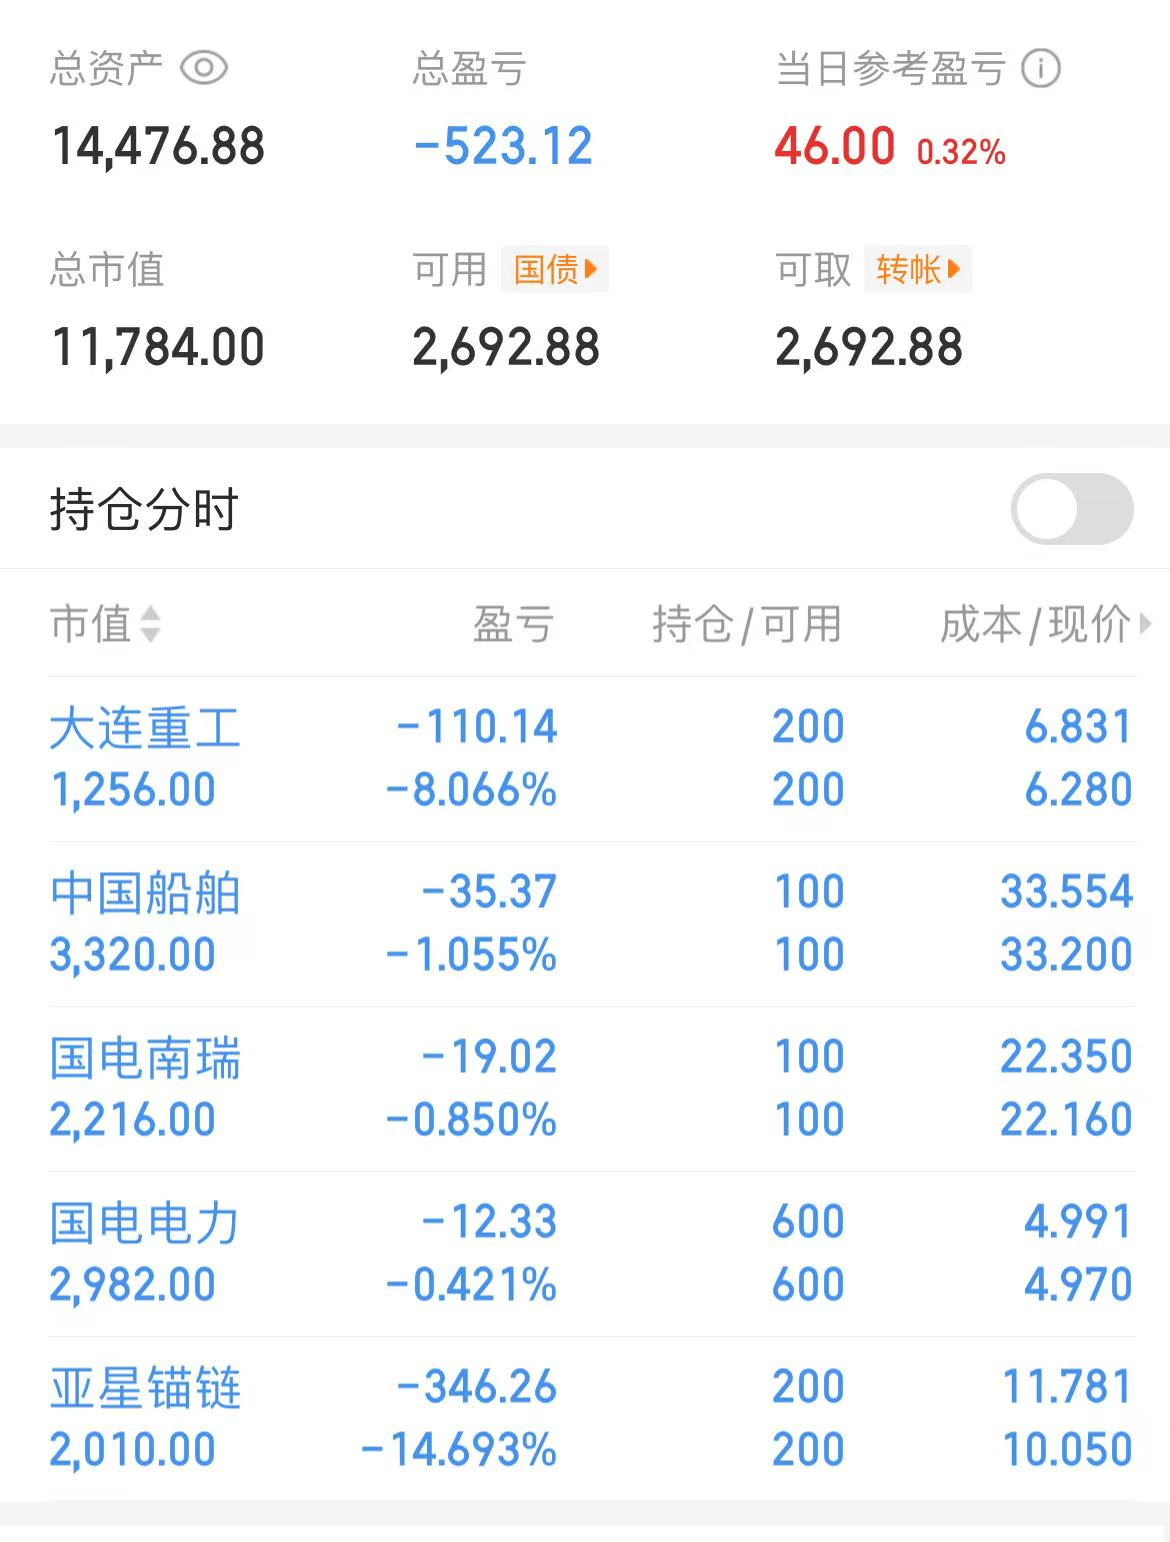 总资产 总盈亏 当日参考盈亏
14,476.88 -523.12 46.00 0.32%
总市值 可用 国债 可取 转帐
11,784.00 2,692.88 2,692.88
持仓分时
市值 盈亏 持仓/可用 成本/现价
大连重工 -110.14 200 6.831
1,256.00 -8.066% 200 6.280
中国船舶 -35.37 100 33.554
3,320.00 -1.055% 100 33.200
国电南瑞 -19.02 100 22.350
2,216.00 -0.850% 100 22.160
国电电力 -12.33 600 4.991
2,982.00 -0.421% 600 4.970
亚星锚链 -346.26 200 11.781
2,010.00 -14.693% 200 10.050